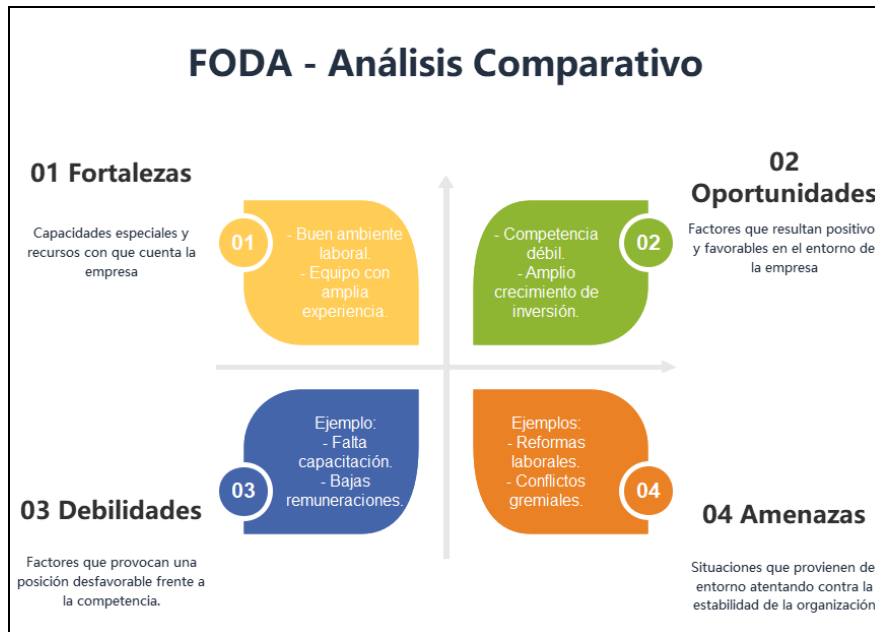 FODA - Análisis Comparativo
01 Fortalezas
Capacidades especiales y
recursos con que cuenta la
empresa
01
- Buen ambiente
laboral.
- Equipo con
amplia
experiencia.
- Competencia
débil.
- Amplio
crecimiento de
inversión.
02
02
Oportunidades
Factores que resultan positivo
y favorables en el entorno de
la empresa
03 Debilidades
Factores que provocan una
posición desfavorable frente a
la competencia.
03
Ejemplo:
- Falta
capacitación.
- Bajas
remuneraciones.
Ejemplos:
- Reformas
laborales.
- Conflictos
gremiales.
04
04 Amenazas
Situaciones que provienen de
entorno atentando contra la
estabilidad de la organización